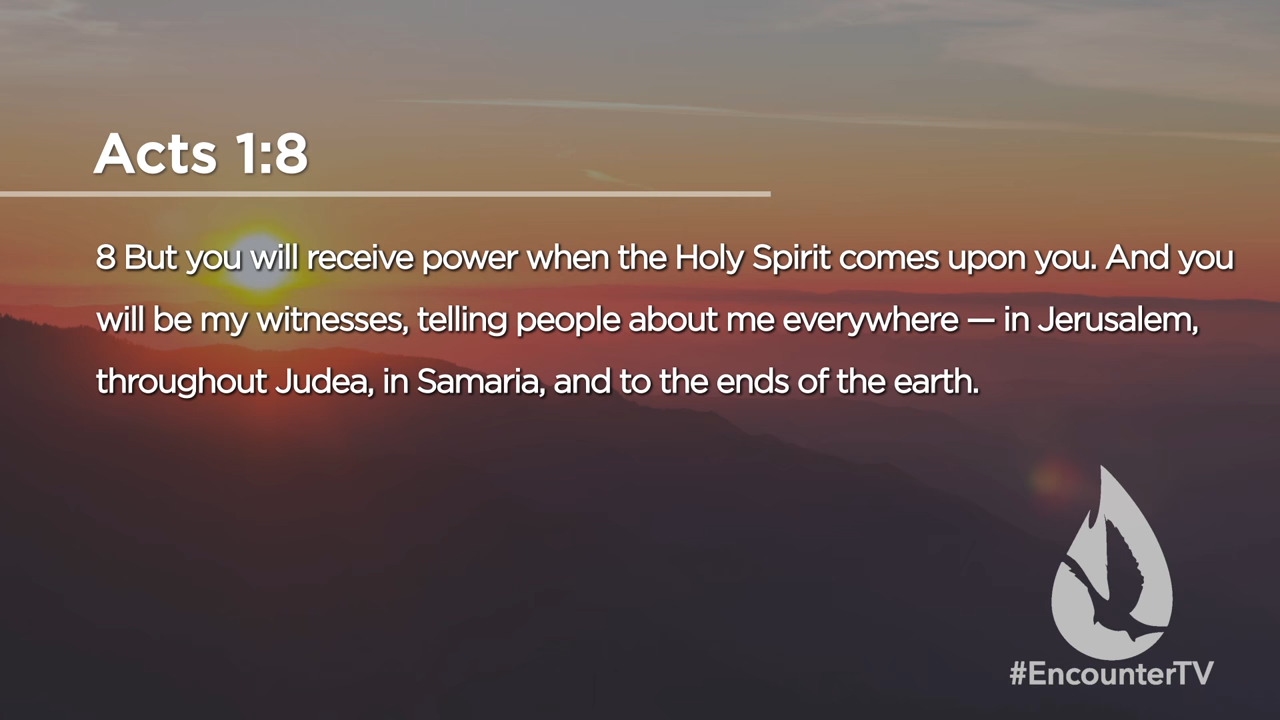 Acts 1:8
8 But you will receive power when the Holy Spirit comes upon you. And you
will be my witnesses, telling people about me everywhere — in Jerusalem,
throughout Judea, in Samaria, and to the ends of the earth.
#EncounterTV